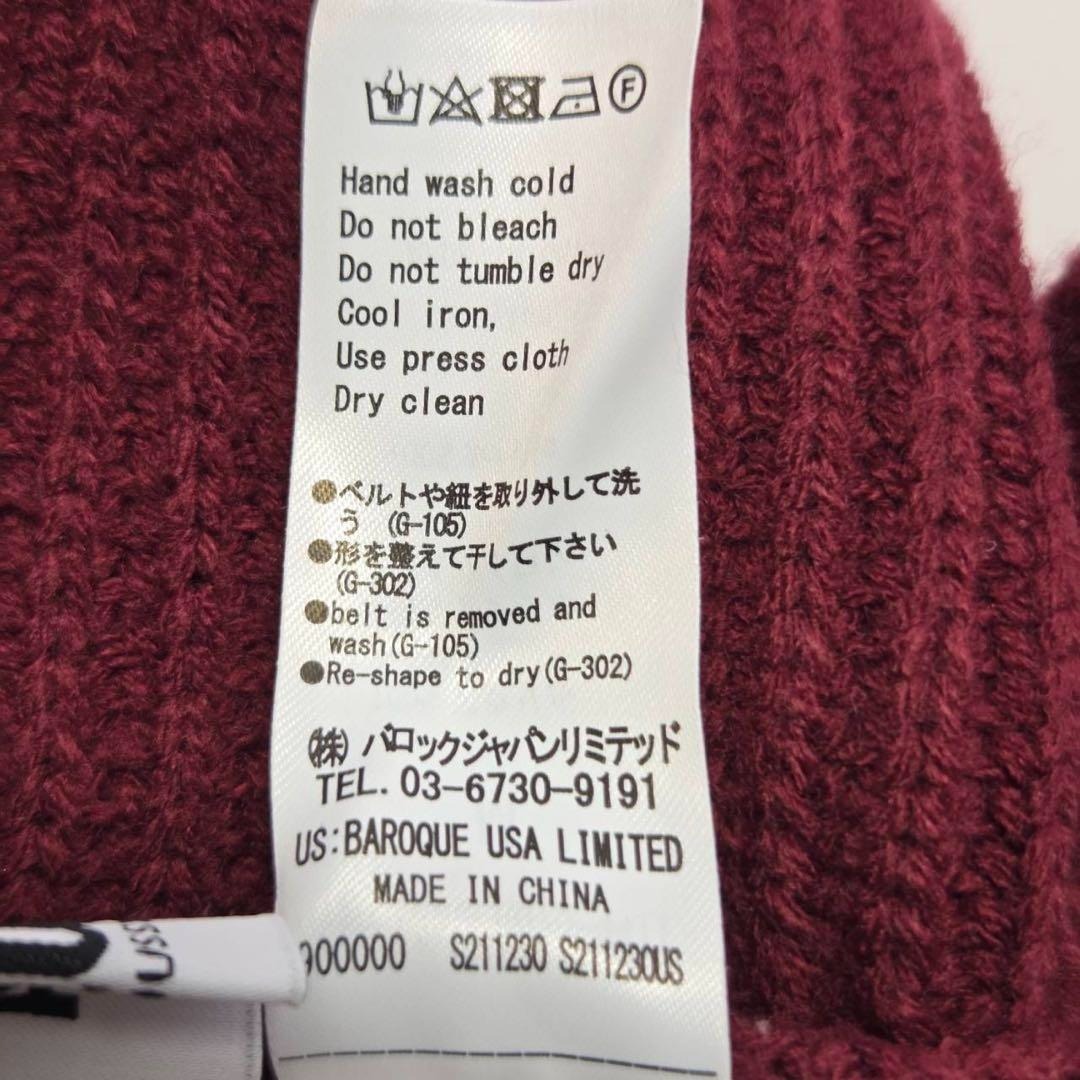 F
Hand wash cold
Do not bleach
Do not tumble dry
Cool iron,
Use press cloth
Dry clean
●ベルトや紐を取り外して洗
う (G-105)
●形を整えて干して下さい
(G-302)
●belt is removed and
wash(G-105)
●Re-shape to dry(G-302)
㈱ バロックジャパンリミテッド
TEL. 03-6730-9191
US:BAROQUE USA LIMITED
MADE IN CHINA
900000 S211230 S211230US